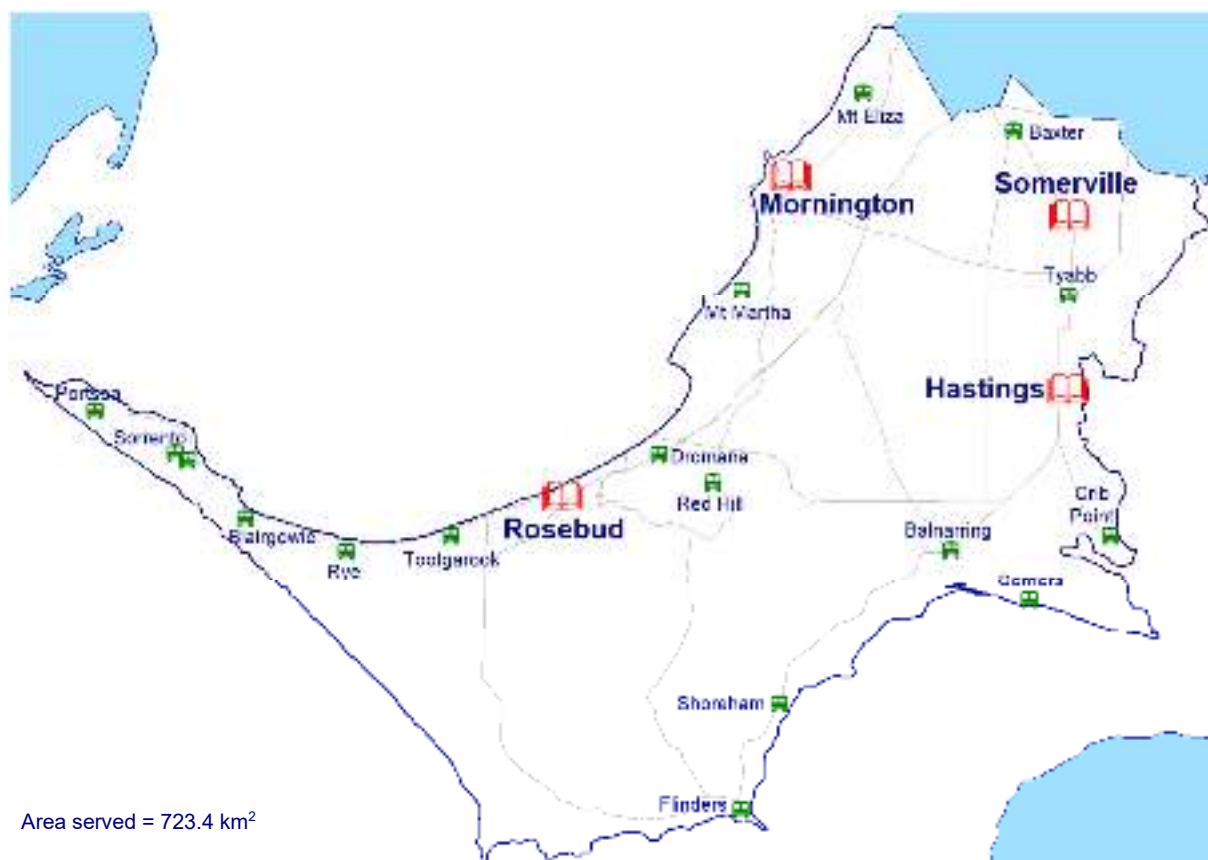 Mt Eliza
Baxter
Somerville
Mornington
Tyabb
Mt Martha
Hastings
Portsea
Sorrento
Dromana
Red Hill
Crib
Point
Rosebud
Balnarring
Blairgowie
Tootgarook
Rye
Somers
Shoreham
Flinders
Area served = 723.4 km²